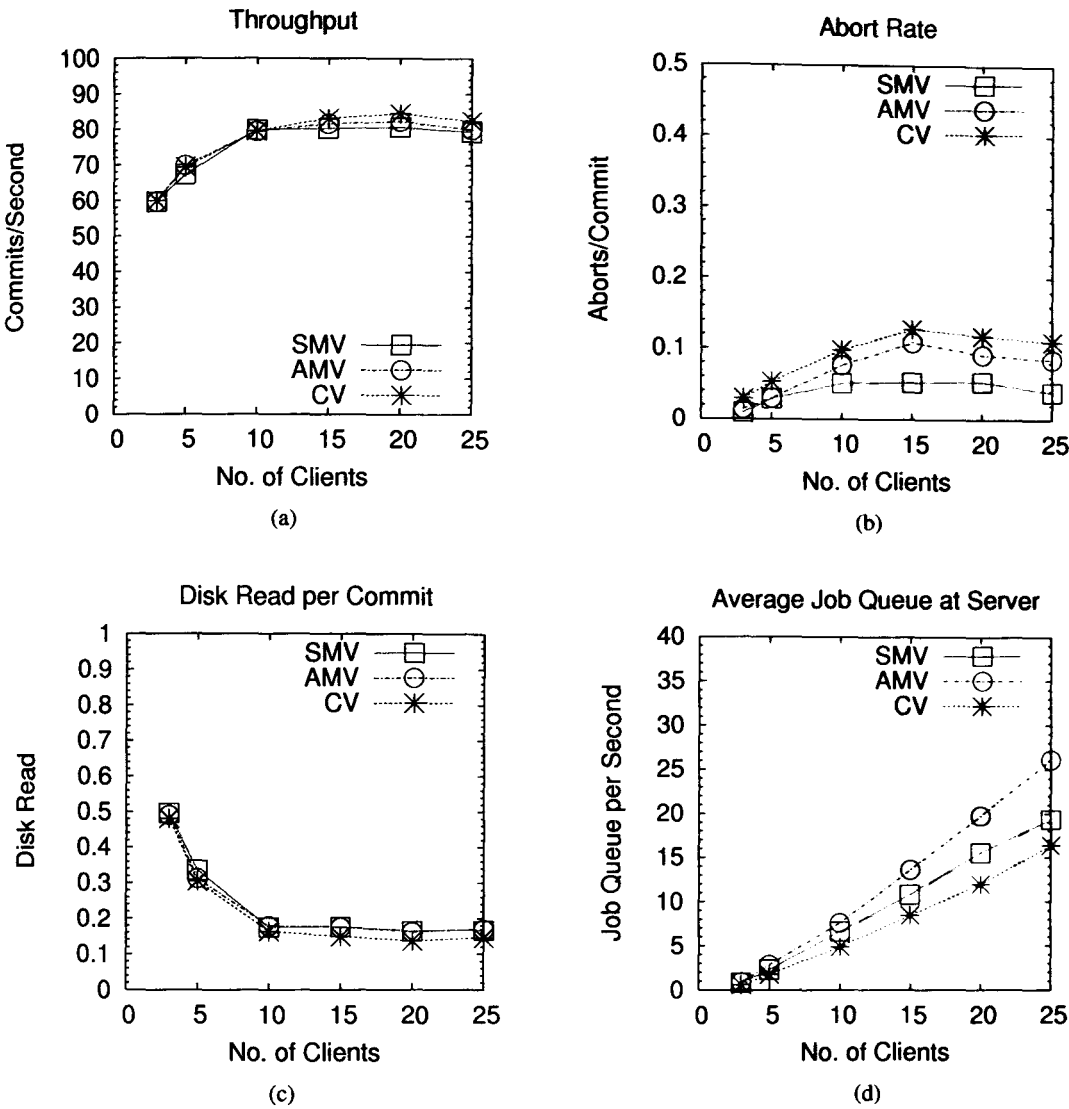 Throughput
Commits/Second
100
90
80
70
60
50
40
30
20
10
0
SMV
AMV
CV
0 5 10 15 20 25
No. of Clients
(a)
Abort Rate
Aborts/Commit
0.5
0.4
0.3
0.2
0.1
0
SMV
AMV
CV
0 5 10 15 20 25
No. of Clients
(b)
Disk Read per Commit
Disk Read
1
0.9
0.8
0.7
0.6
0.5
0.4
0.3
0.2
0.1
0
SMV
AMV
CV
0 5 10 15 20 25
No. of Clients
(c)
Average Job Queue at Server
Job Queue per Second
40
35
30
25
20
15
10
5
0
SMV
AMV
CV
0 5 10 15 20 25
No. of Clients
(d)